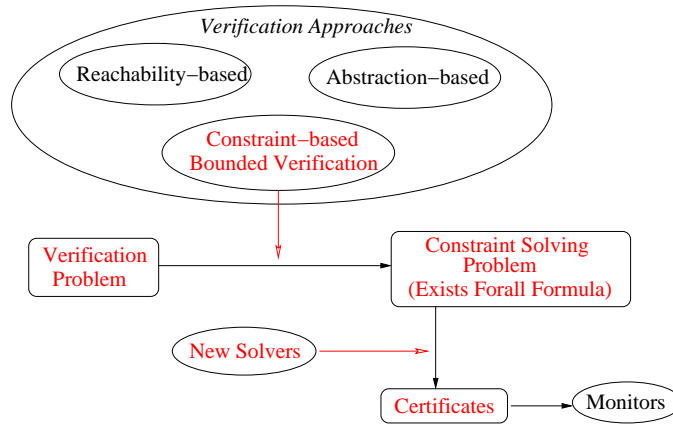 Verification Approaches
Reachability−based
Abstraction−based
Constraint−based
Bounded Verification
Verification
Problem
Constraint Solving
Problem
(Exists Forall Formula)
New Solvers
Certificates
Monitors